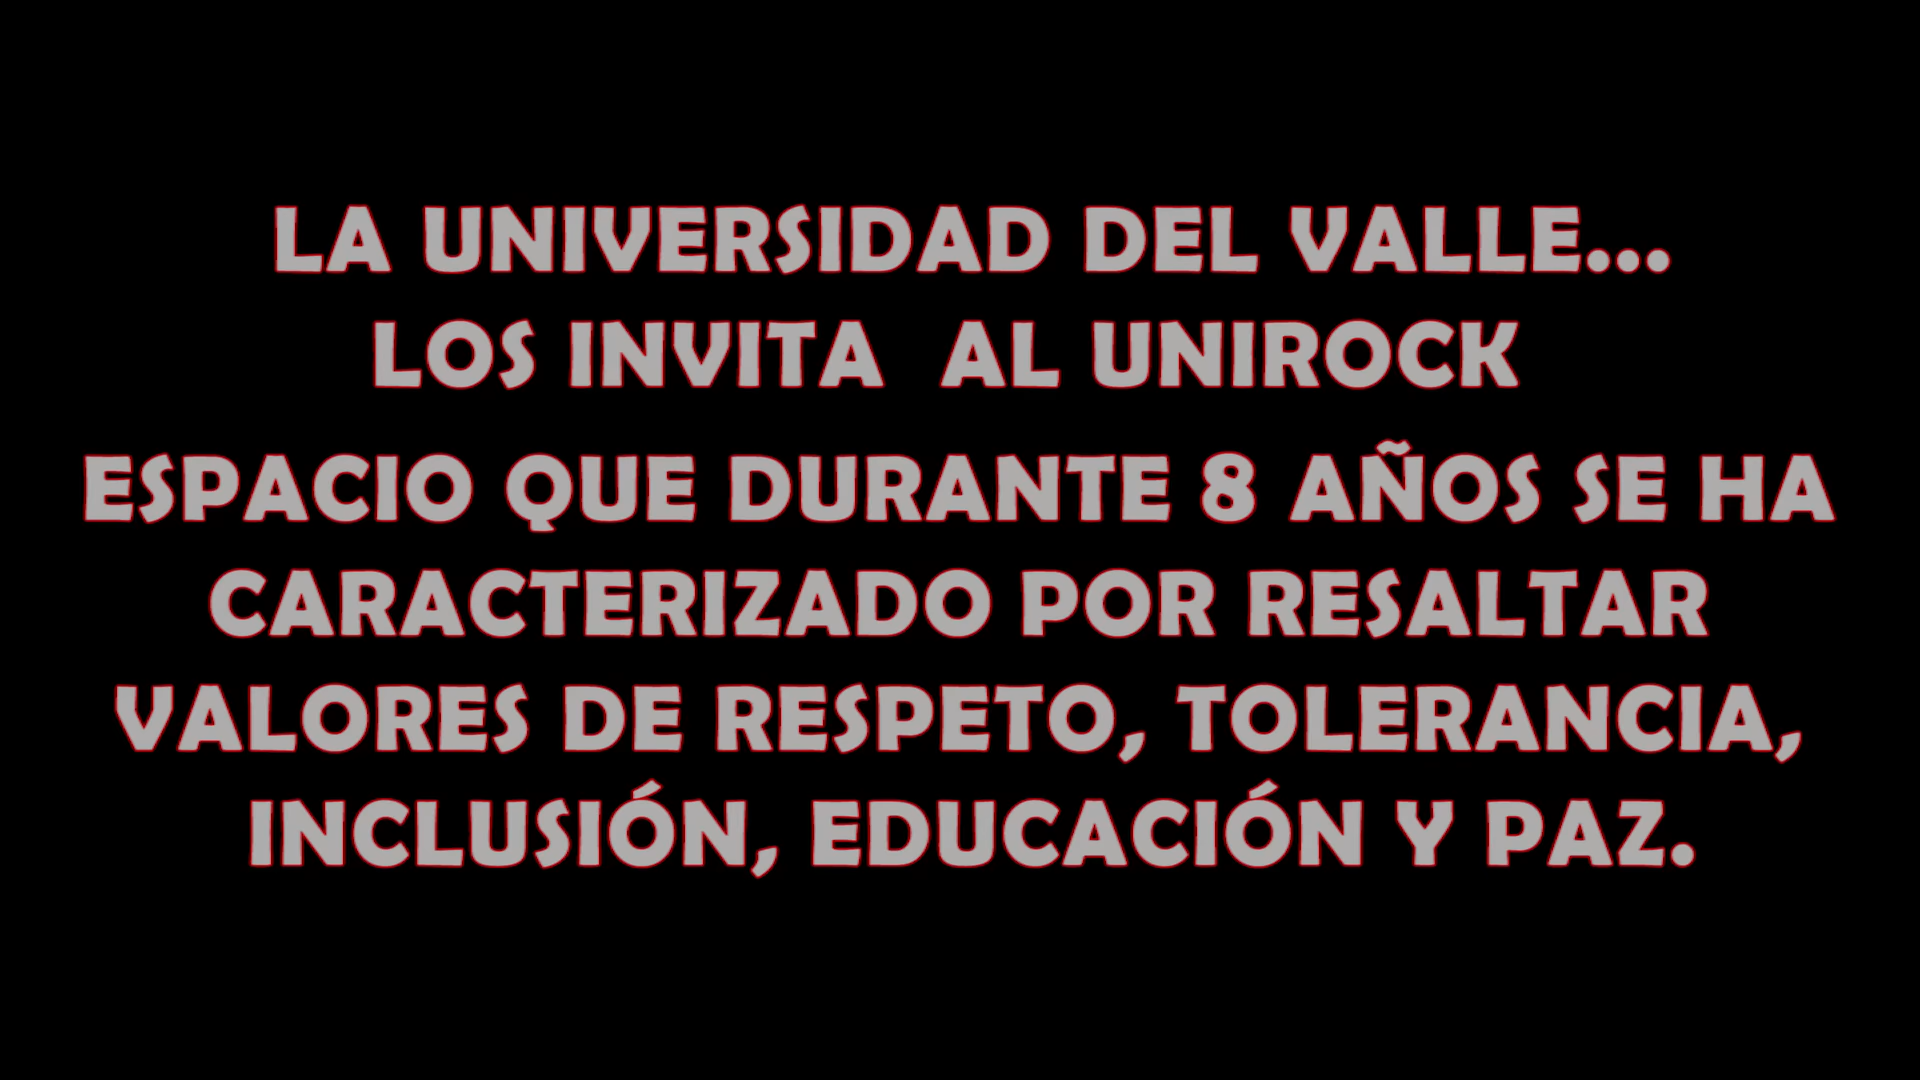 LA UNIVERSIDAD DEL VALLE...
LOS INVITA AL UNIROCK
ESPACIO QUE DURANTE 8 AÑOS SE HA
CARACTERIZADO POR RESALTAR
VALORES DE RESPETO, TOLERANCIA,
INCLUSIÓN, EDUCACIÓN Y PAZ.